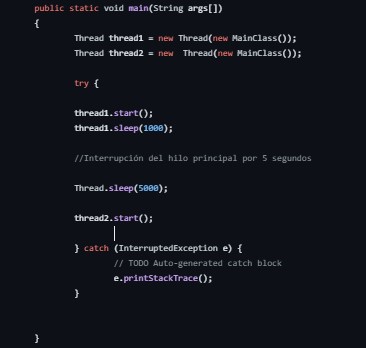 public static void main(String args[])
{
Thread thread1 = new Thread(new MainClass());
Thread thread2 = new  Thread(new MainClass());
try {
thread1.start();
thread1.sleep(1000);
//Interrupción del hilo principal por 5 segundos
Thread.sleep(5000);
thread2.start();
} catch (InterruptedException e) {
// TODO Auto-generated catch block
e.printStackTrace();
}
}